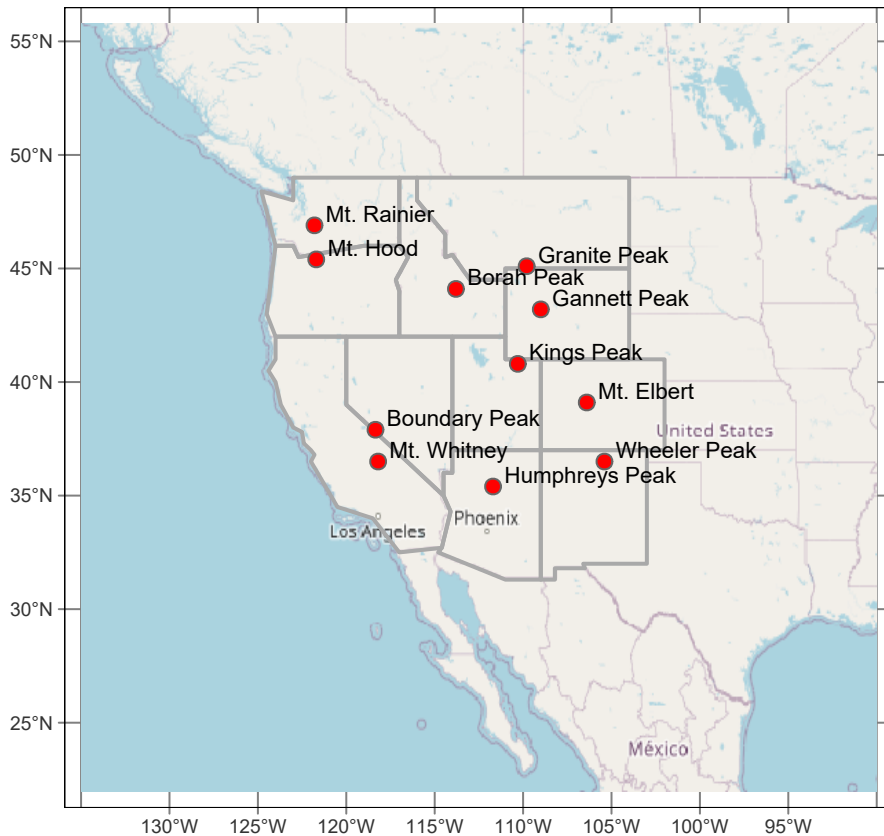 55°N
50°N
Mt. Rainier
Mt. Hood
Granite Peak
45°N
Borah Peak
Gannett Peak
Kings Peak
40°N
Mt. Elbert
Boundary Peak
United States
Mt. Whitney
Wheeler Peak
Humphreys Peak
35°N
Phoenix
Los Angeles
30°N
25°N
México
130°W 125°W 120°W 115°W 110°W 105°W 100°W 95°W